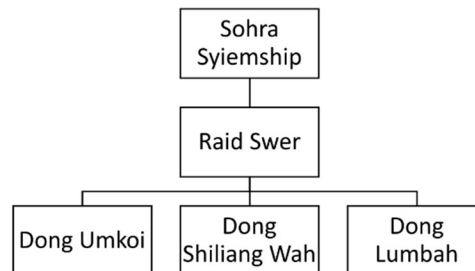 Sohra
Syiemship
Raid Swer
Dong Umkoi
Dong
Shiliang Wah
Dong
Lumbah